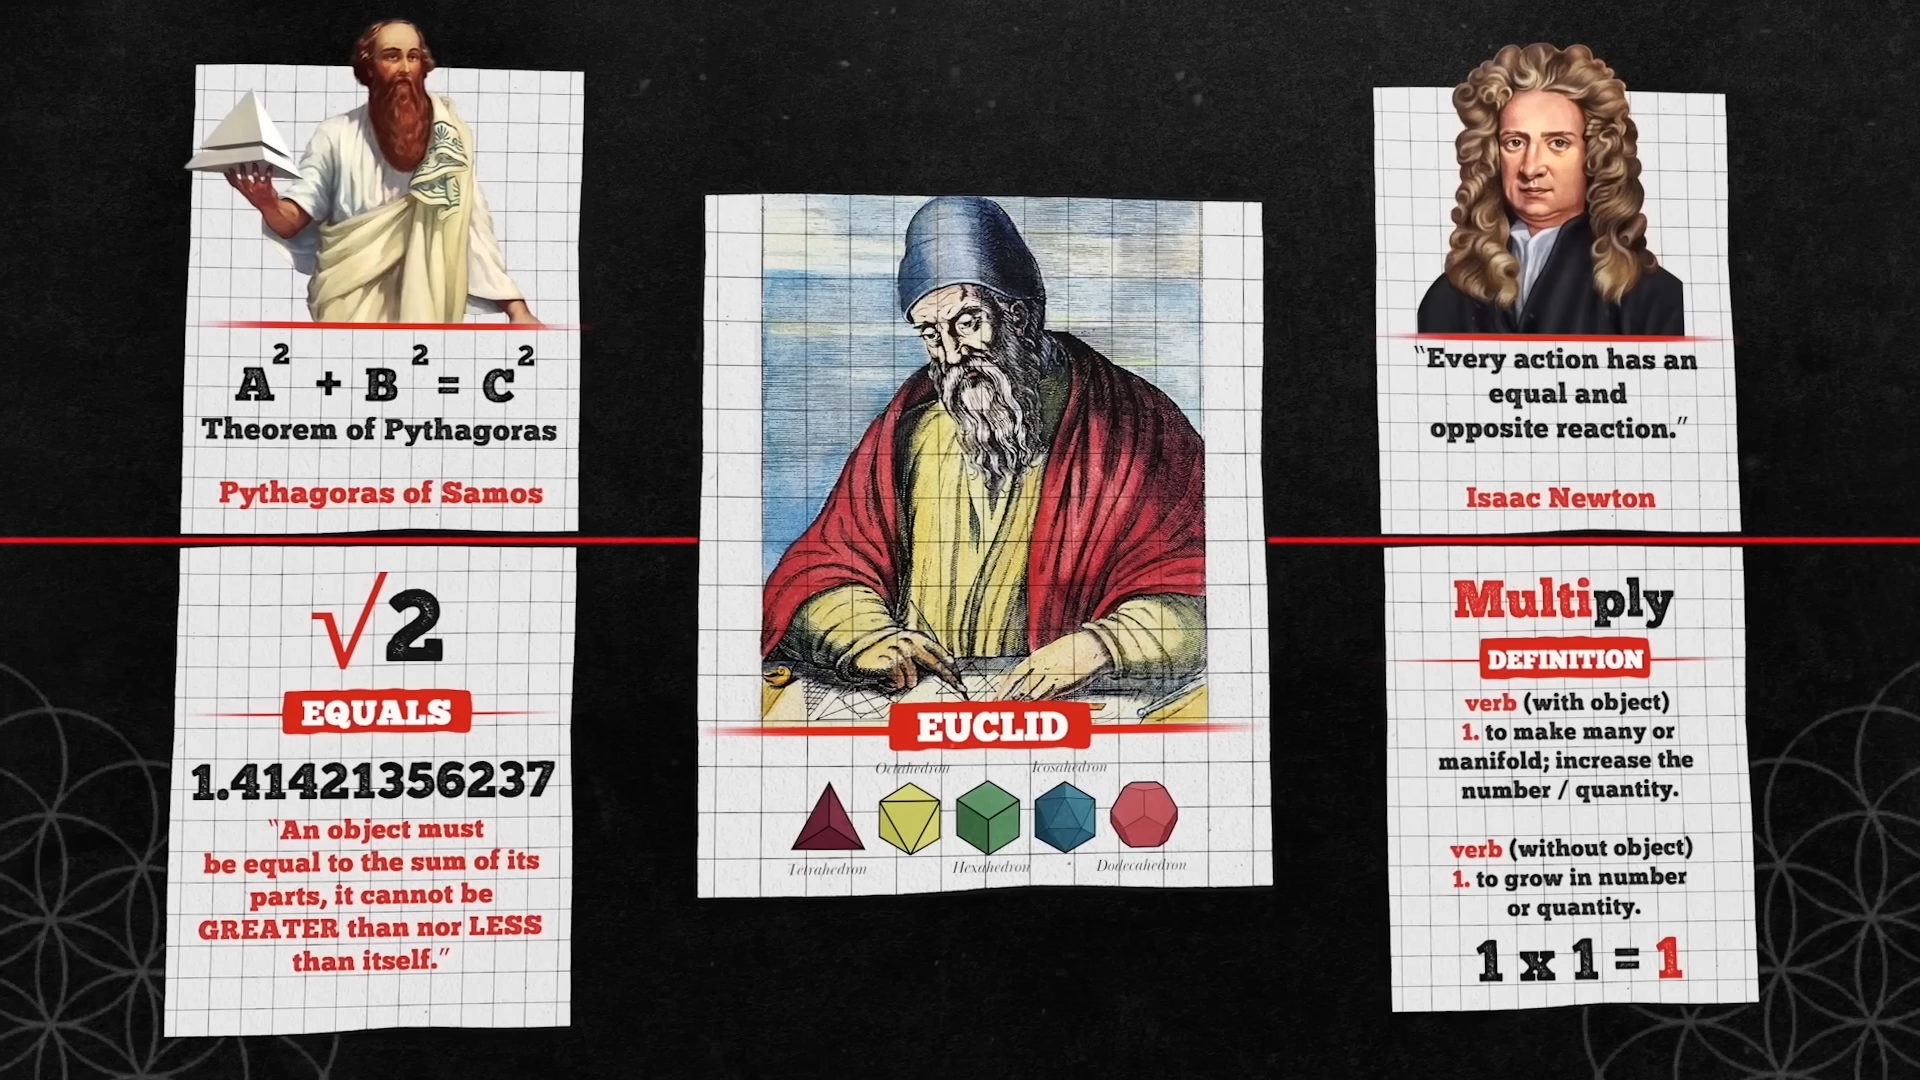 A² + B² = C²
Theorem of Pythagoras
Pythagoras of Samos
√2
EQUALS
1.41421356237
"An object must
be equal to the sum of its
parts, it cannot be
GREATER than nor LESS
than itself."
EUCLID
Octahedron Icosahedron
Tetrahedron Hexahedron Dodecahedron
"Every action has an
equal and
opposite reaction."
Isaac Newton
Multiply
DEFINITION
verb (with object)
1. to make many or
manifold; increase the
number / quantity.
verb (without object)
1. to grow in number
or quantity.
1 x 1 = 1